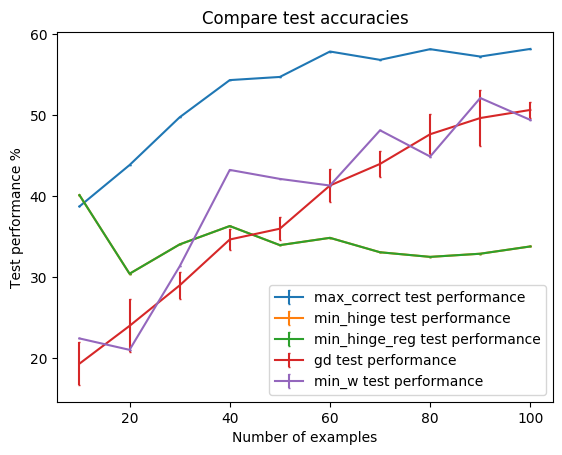 Compare test accuracies
Test performance %
60
50
40
30
20
max_correct test performance
min_hinge test performance
min_hinge_reg test performance
gd test performance
min_w test performance
20 40 60 80 100
Number of examples